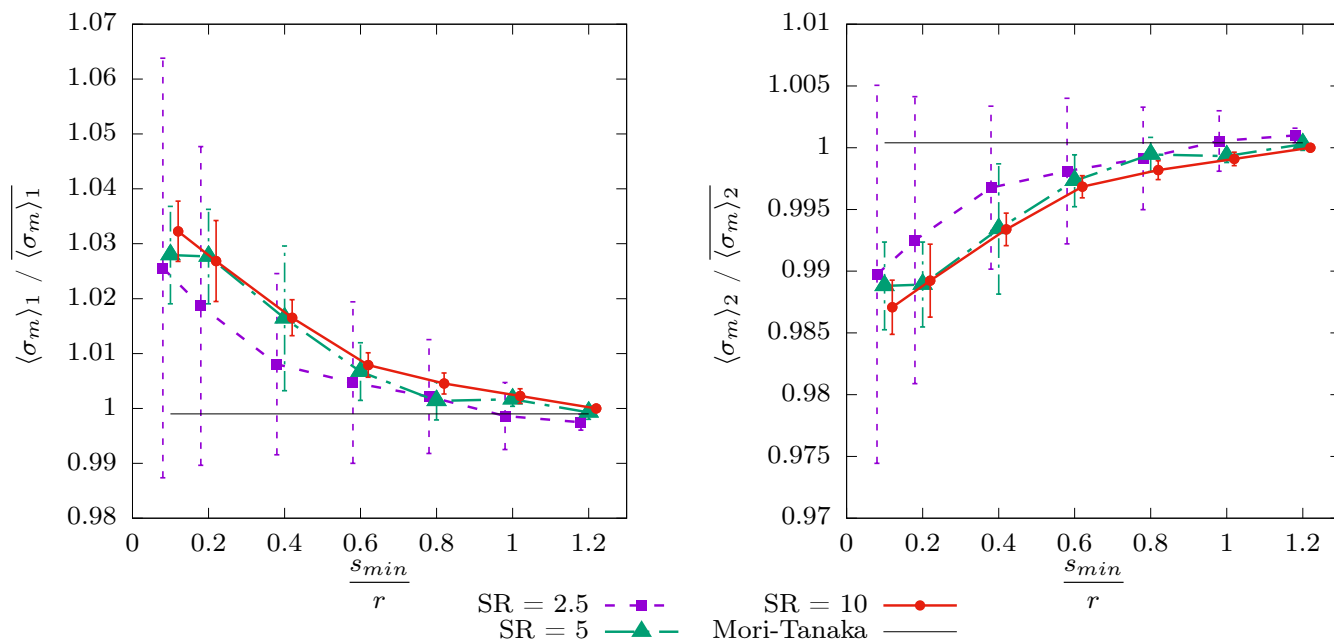 ⟨σm⟩1 / ⟨σm⟩1
1.07
1.06
1.05
1.04
1.03
1.02
1.01
1
0.99
0.98
0 0.2 0.4 0.6 0.8 1 1.2
smin
r
⟨σm⟩2 / ⟨σm⟩2
1.01
1.005
1
0.995
0.99
0.985
0.98
0.975
0.97
0 0.2 0.4 0.6 0.8 1 1.2
smin
r
SR = 2.5
SR = 5
SR = 10
Mori-Tanaka